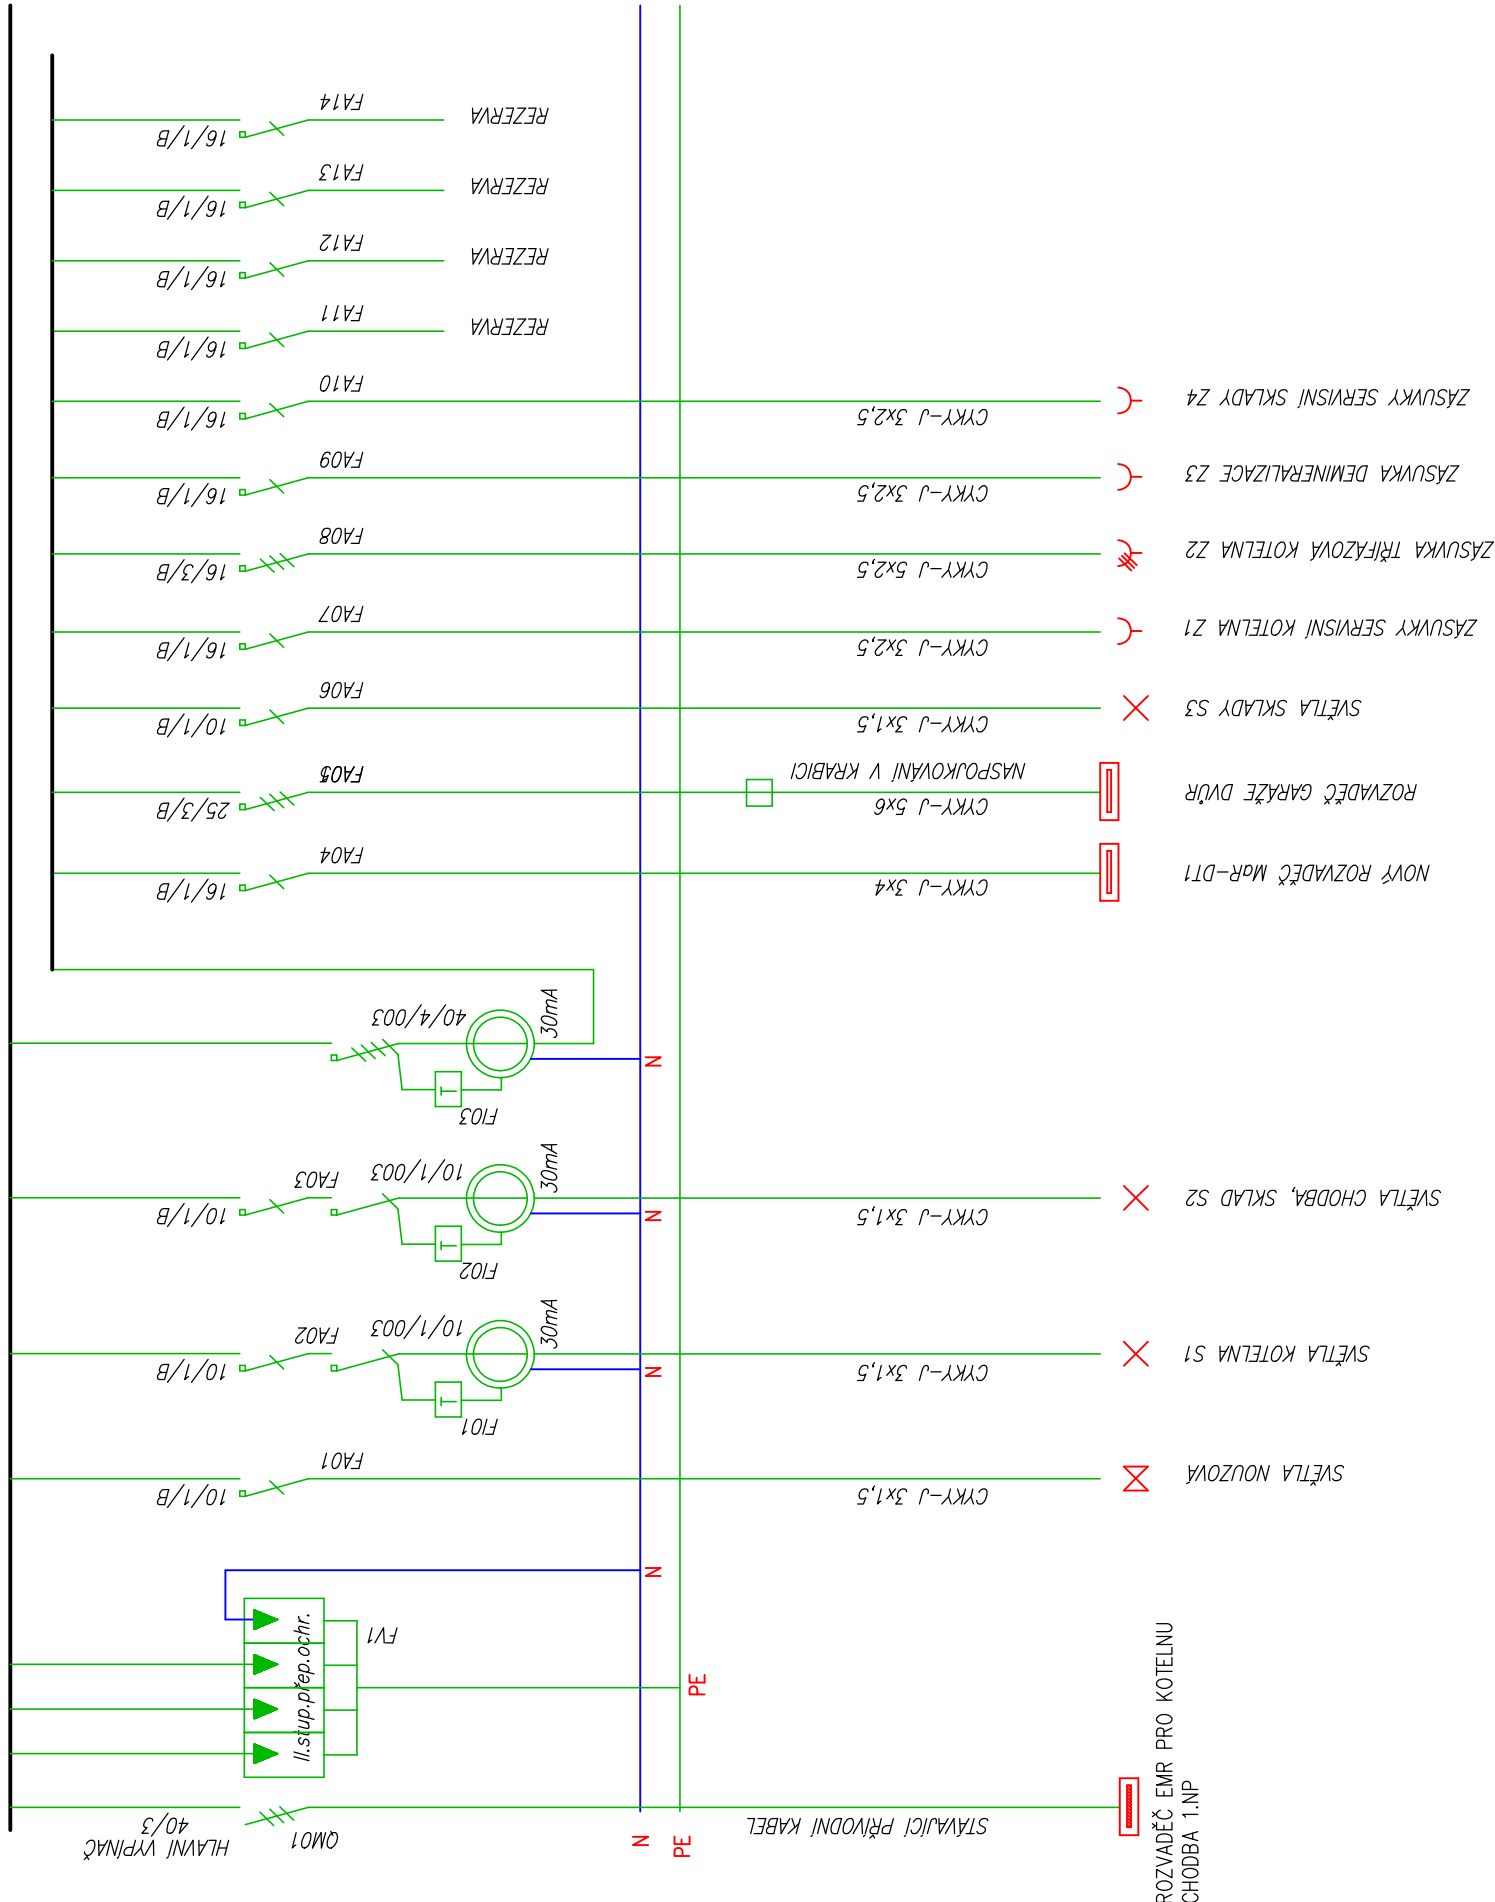 ROZVADĚČ EMR PRO KOTELNU
CHODBA 1.NP
STÁVAJÍCÍ PŘÍVODNÍ KABEL
PE
N
QM01
HLAVNÍ VYPÍNAČ
40/3
PE
FV1
II.stup.přep.ochr.
N
SVĚTLA NOUZOVÁ
CYKY-J 3x1,5
FA01
10/1/B
SVĚTLA KOTELNA S1
CYKY-J 3x1,5
N
FI01
30mA
10/1/003
FA02
10/1/B
SVĚTLA CHODBA, SKLAD S2
CYKY-J 3x1,5
N
FI02
30mA
10/1/003
FA03
10/1/B
N
FI03
30mA
40/4/003
NOVÝ ROZVADĚČ MaR-DT1
CYKY-J 3x4
FA04
16/1/B
ROZVADĚČ GARÁŽE DVŮR
CYKY-J 5x6
NASPOJKOVÁNÍ V KRABICI
FA05
25/3/B
SVĚTLA SKLADY S3
CYKY-J 3x1,5
FA06
10/1/B
ZÁSUVKY SERVISNÍ KOTELNA Z1
CYKY-J 3x2,5
FA07
16/1/B
ZÁSUVKA TŘÍFÁZOVÁ KOTELNA Z2
CYKY-J 5x2,5
FA08
16/3/B
ZÁSUVKA DEMINERALIZACE Z3
CYKY-J 3x2,5
FA09
16/1/B
ZÁSUVKY SERVISNÍ SKLADY Z4
CYKY-J 3x2,5
FA10
16/1/B
REZERVA
FA11
16/1/B
REZERVA
FA12
16/1/B
REZERVA
FA13
16/1/B
REZERVA
FA14
16/1/B